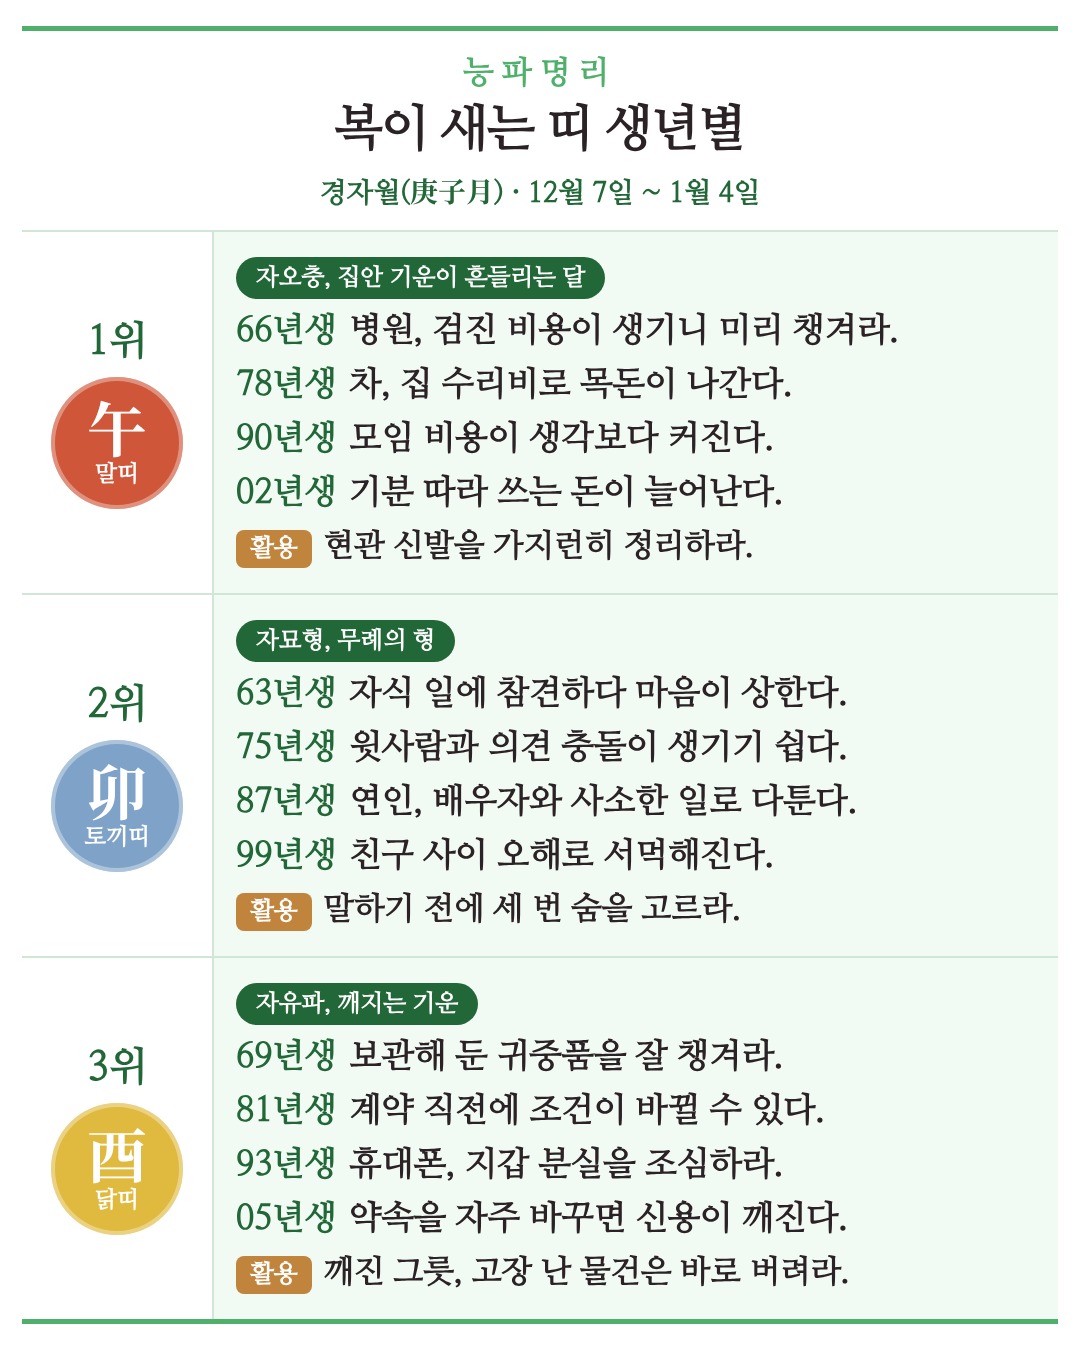 능파명리
복이 새는 띠 생년별
경자월(庚子月) · 12월 7일 ~ 1월 4일
1위
午
말띠
자오충, 집안 기운이 흔들리는 달
66년생 병원, 검진 비용이 생기니 미리 챙겨라.
78년생 차, 집 수리비로 목돈이 나간다.
90년생 모임 비용이 생각보다 커진다.
02년생 기분 따라 쓰는 돈이 늘어난다.
활용 현관 신발을 가지런히 정리하라.
2위
卯
토끼띠
자묘형, 무례의 형
63년생 자식 일에 참견하다 마음이 상한다.
75년생 윗사람과 의견 충돌이 생기기 쉽다.
87년생 연인, 배우자와 사소한 일로 다툰다.
99년생 친구 사이 오해로 서먹해진다.
활용 말하기 전에 세 번 숨을 고르라.
3위
酉
닭띠
자유파, 깨지는 기운
69년생 보관해 둔 귀중품을 잘 챙겨라.
81년생 계약 직전에 조건이 바뀔 수 있다.
93년생 휴대폰, 지갑 분실을 조심하라.
05년생 약속을 자주 바꾸면 신용이 깨진다.
활용 깨진 그릇, 고장 난 물건은 바로 버려라.